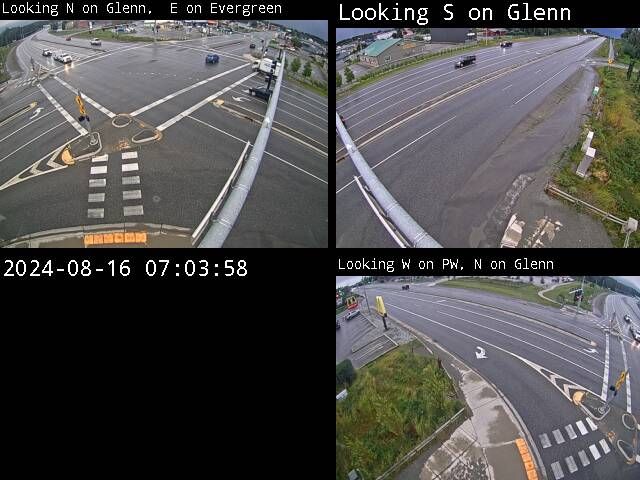 Looking N on Glenn,  E on Evergreen
Looking S on Glenn
2024-08-16 07:03:58
Looking W on PW, N on Glenn